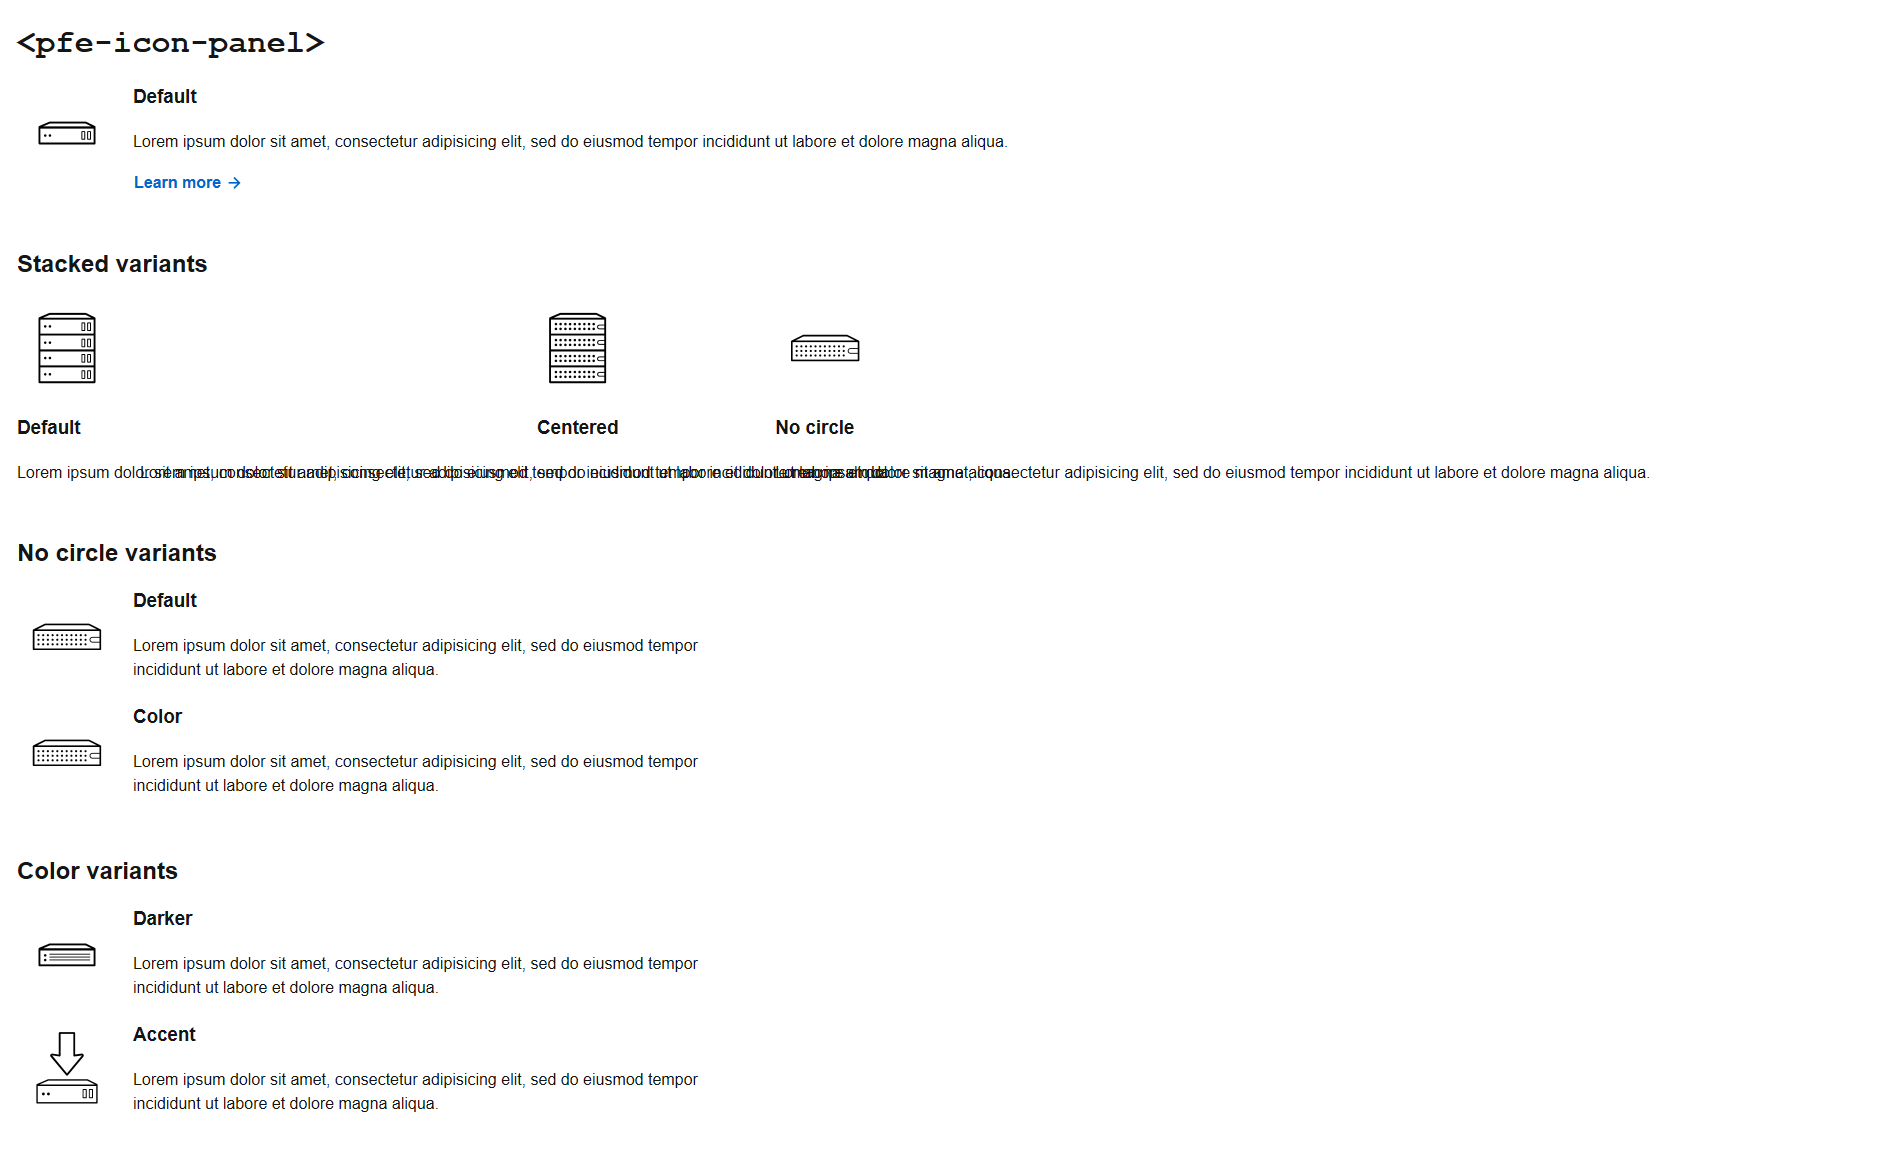 <pfe-icon-panel>
Default
Lorem ipsum dolor sit amet, consectetur adipisicing elit, sed do eiusmod tempor incididunt ut labore et dolore magna aliqua.
Learn more
Stacked variants
Default
Centered
No circle
Lorem ipsum adipisicing elit, sed do eiusmod tempor incididunt ut labore et dolore magna aliqua.
No circle variants
Default
Lorem ipsum dolor sit amet, consectetur adipisicing elit, sed do eiusmod tempor
incididunt ut labore et dolore magna aliqua.
Color
Lorem ipsum dolor sit amet, consectetur adipisicing elit, sed do eiusmod tempor
incididunt ut labore et dolore magna aliqua.
Color variants
Darker
Lorem ipsum dolor sit amet, consectetur adipisicing elit, sed do eiusmod tempor
incididunt ut labore et dolore magna aliqua.
Accent
Lorem ipsum dolor sit amet, consectetur adipisicing elit, sed do eiusmod tempor
incididunt ut labore et dolore magna aliqua.